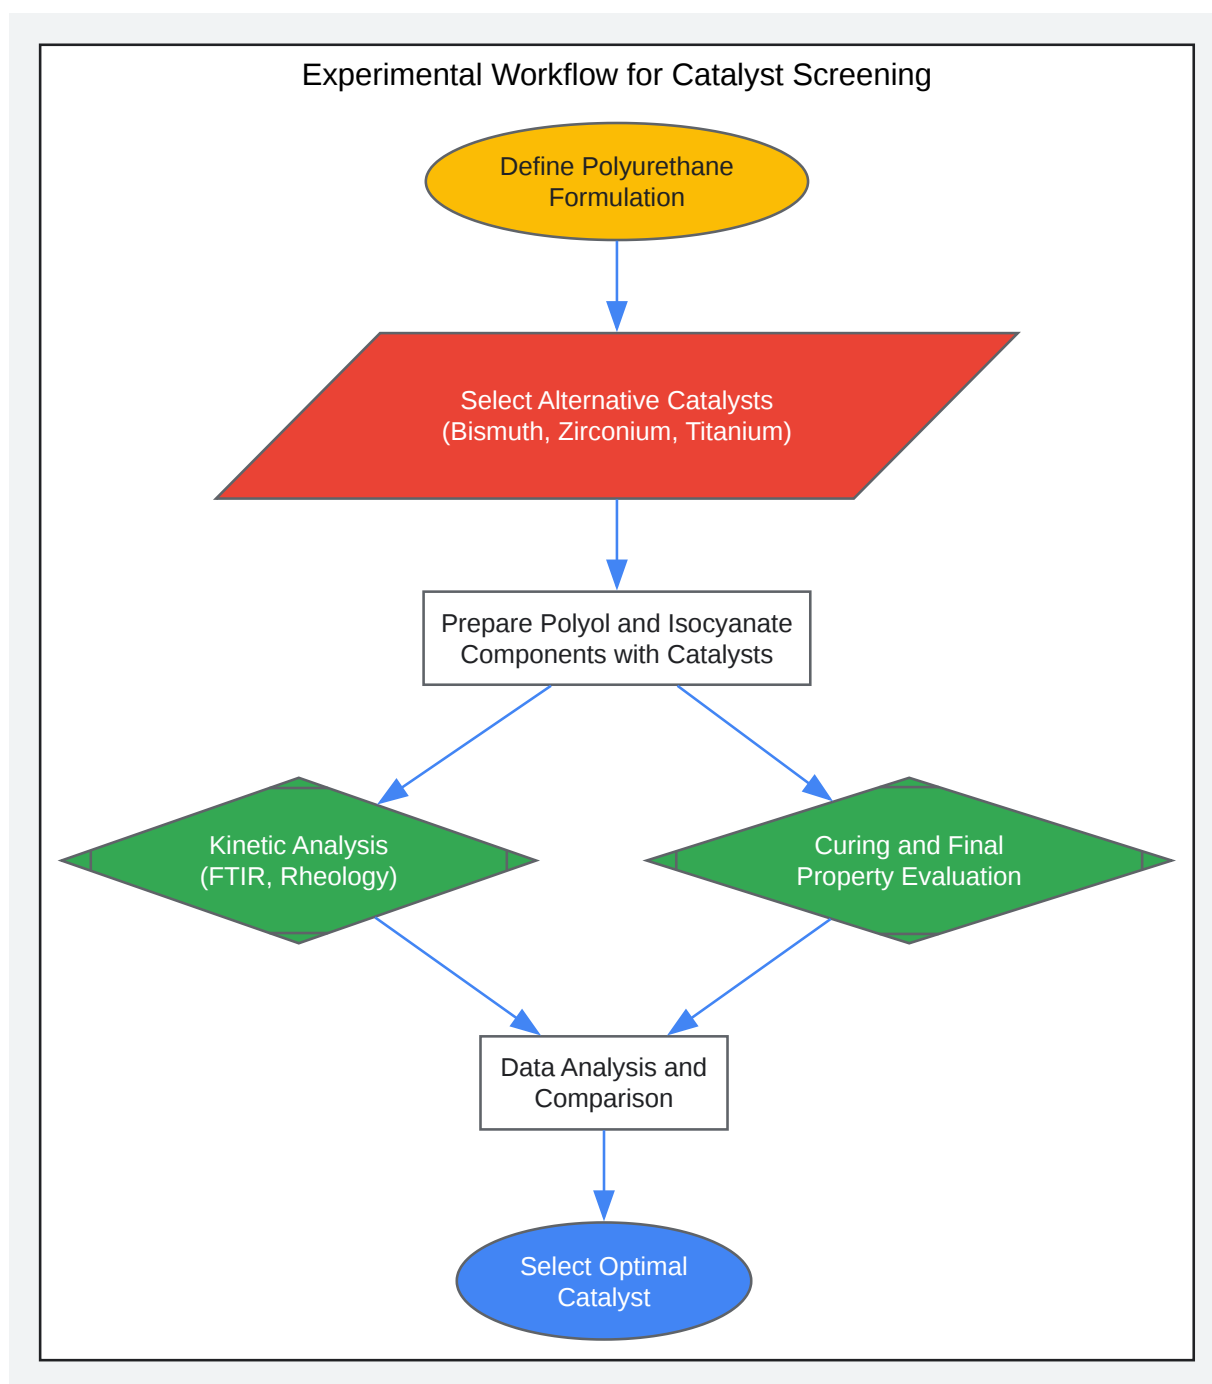 Experimental Workflow for Catalyst Screening
Define Polyurethane
Formulation
Select Alternative Catalysts
(Bismuth, Zirconium, Titanium)
Prepare Polyol and Isocyanate
Components with Catalysts
Kinetic Analysis
(FTIR, Rheology)
Curing and Final
Property Evaluation
Data Analysis and
Comparison
Select Optimal
Catalyst